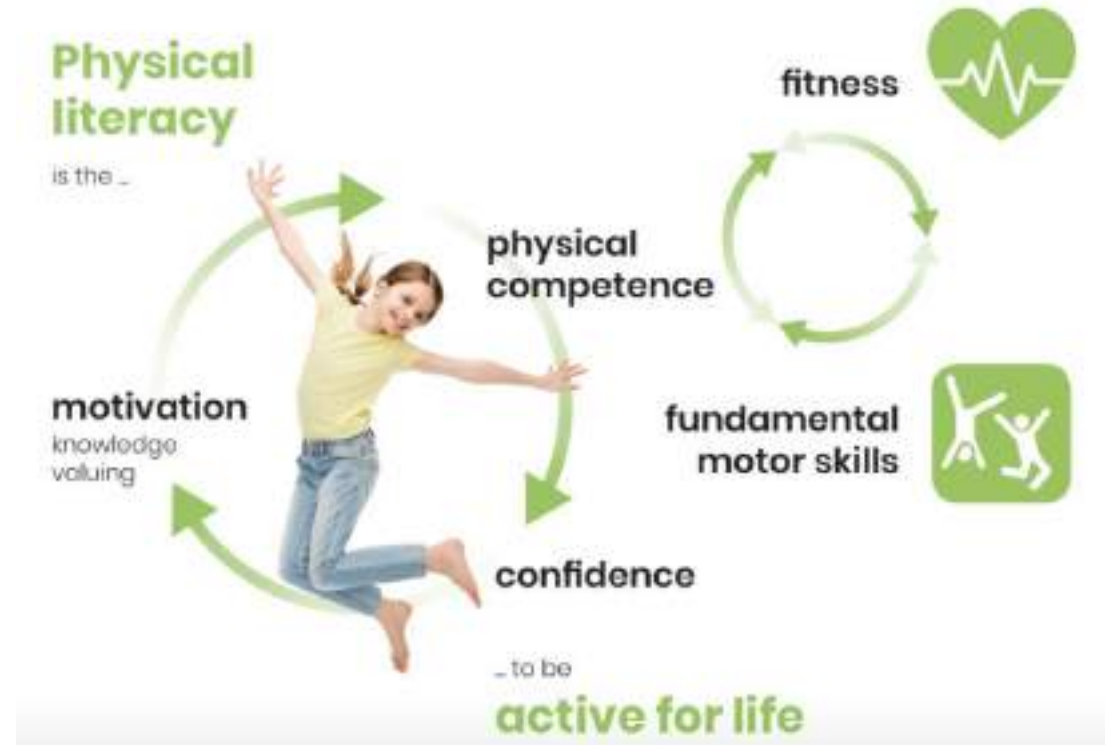 Physical
literacy
is the ...
motivation
knowledge
valuing
physical
competence
confidence
... to be
active for life
fitness
fundamental
motor skills